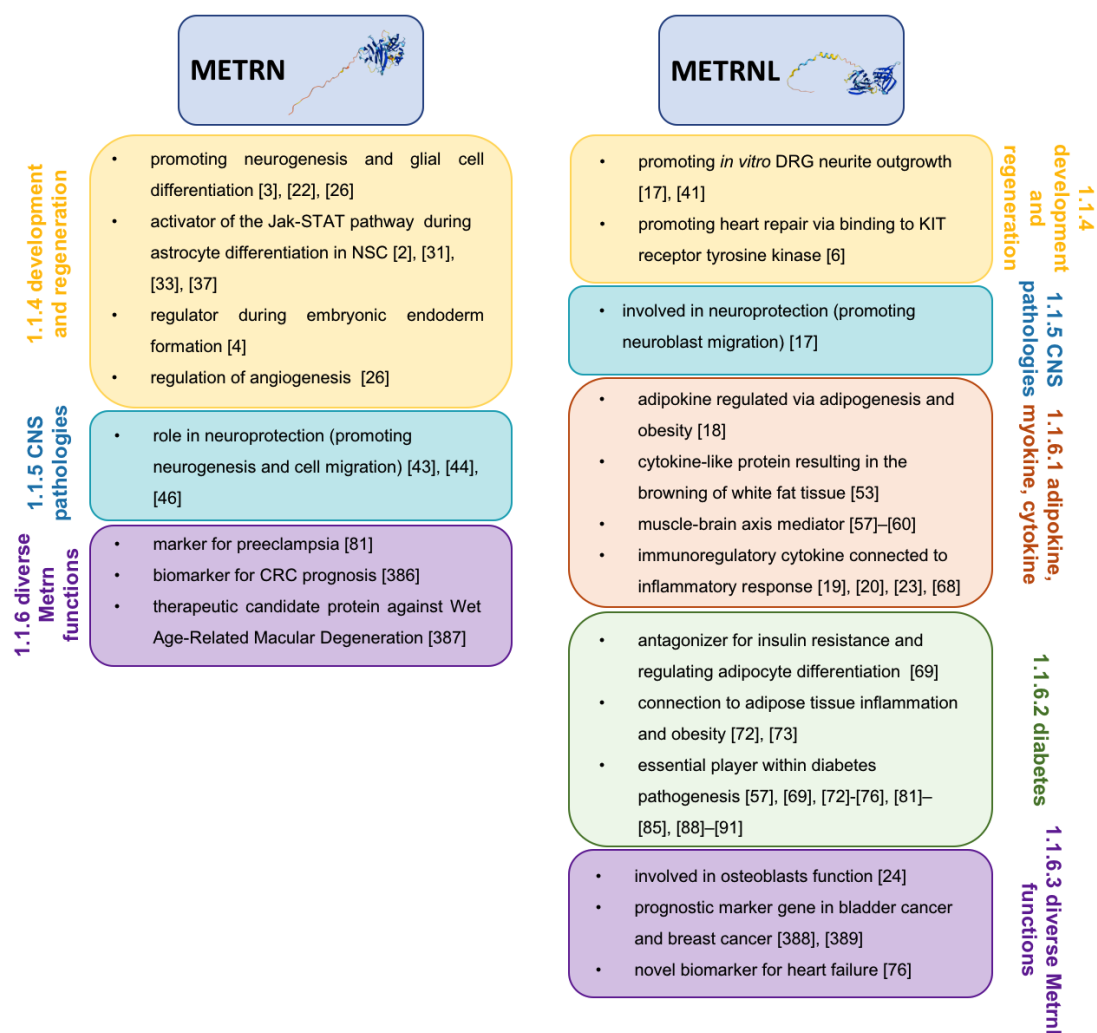 METRN
1.1.4 development
and regeneration
• promoting neurogenesis and glial cell
differentiation [3], [22], [26]
• activator of the Jak-STAT pathway during
astrocyte differentiation in NSC [2], [31],
[33], [37]
• regulator during embryonic endoderm
formation [4]
• regulation of angiogenesis [26]
1.1.5 CNS
pathologies
• role in neuroprotection (promoting
neurogenesis and cell migration) [43], [44],
[46]
1.1.6 diverse
Metrn
functions
• marker for preeclampsia [81]
• biomarker for CRC prognosis [386]
• therapeutic candidate protein against Wet
Age-Related Macular Degeneration [387]
METRNL
1.1.4
development
and
regeneration
• promoting in vitro DRG neurite outgrowth
[17], [41]
• promoting heart repair via binding to KIT
receptor tyrosine kinase [6]
1.1.5 CNS
pathologies
• involved in neuroprotection (promoting
neuroblast migration) [17]
1.1.6.1 adipokine,
myokine, cytokine
• adipokine regulated via adipogenesis and
obesity [18]
• cytokine-like protein resulting in the
browning of white fat tissue [53]
• muscle-brain axis mediator [57]–[60]
• immunoregulatory cytokine connected to
inflammatory response [19], [20], [23], [68]
1.1.6.2 diabetes
• antagonizer for insulin resistance and
regulating adipocyte differentiation [69]
• connection to adipose tissue inflammation
and obesity [72], [73]
• essential player within diabetes
pathogenesis [57], [69], [72]-[76], [81]–
[85], [88]–[91]
1.1.6.3 diverse Metrnl
functions
• involved in osteoblasts function [24]
• prognostic marker gene in bladder cancer
and breast cancer [388], [389]
• novel biomarker for heart failure [76]